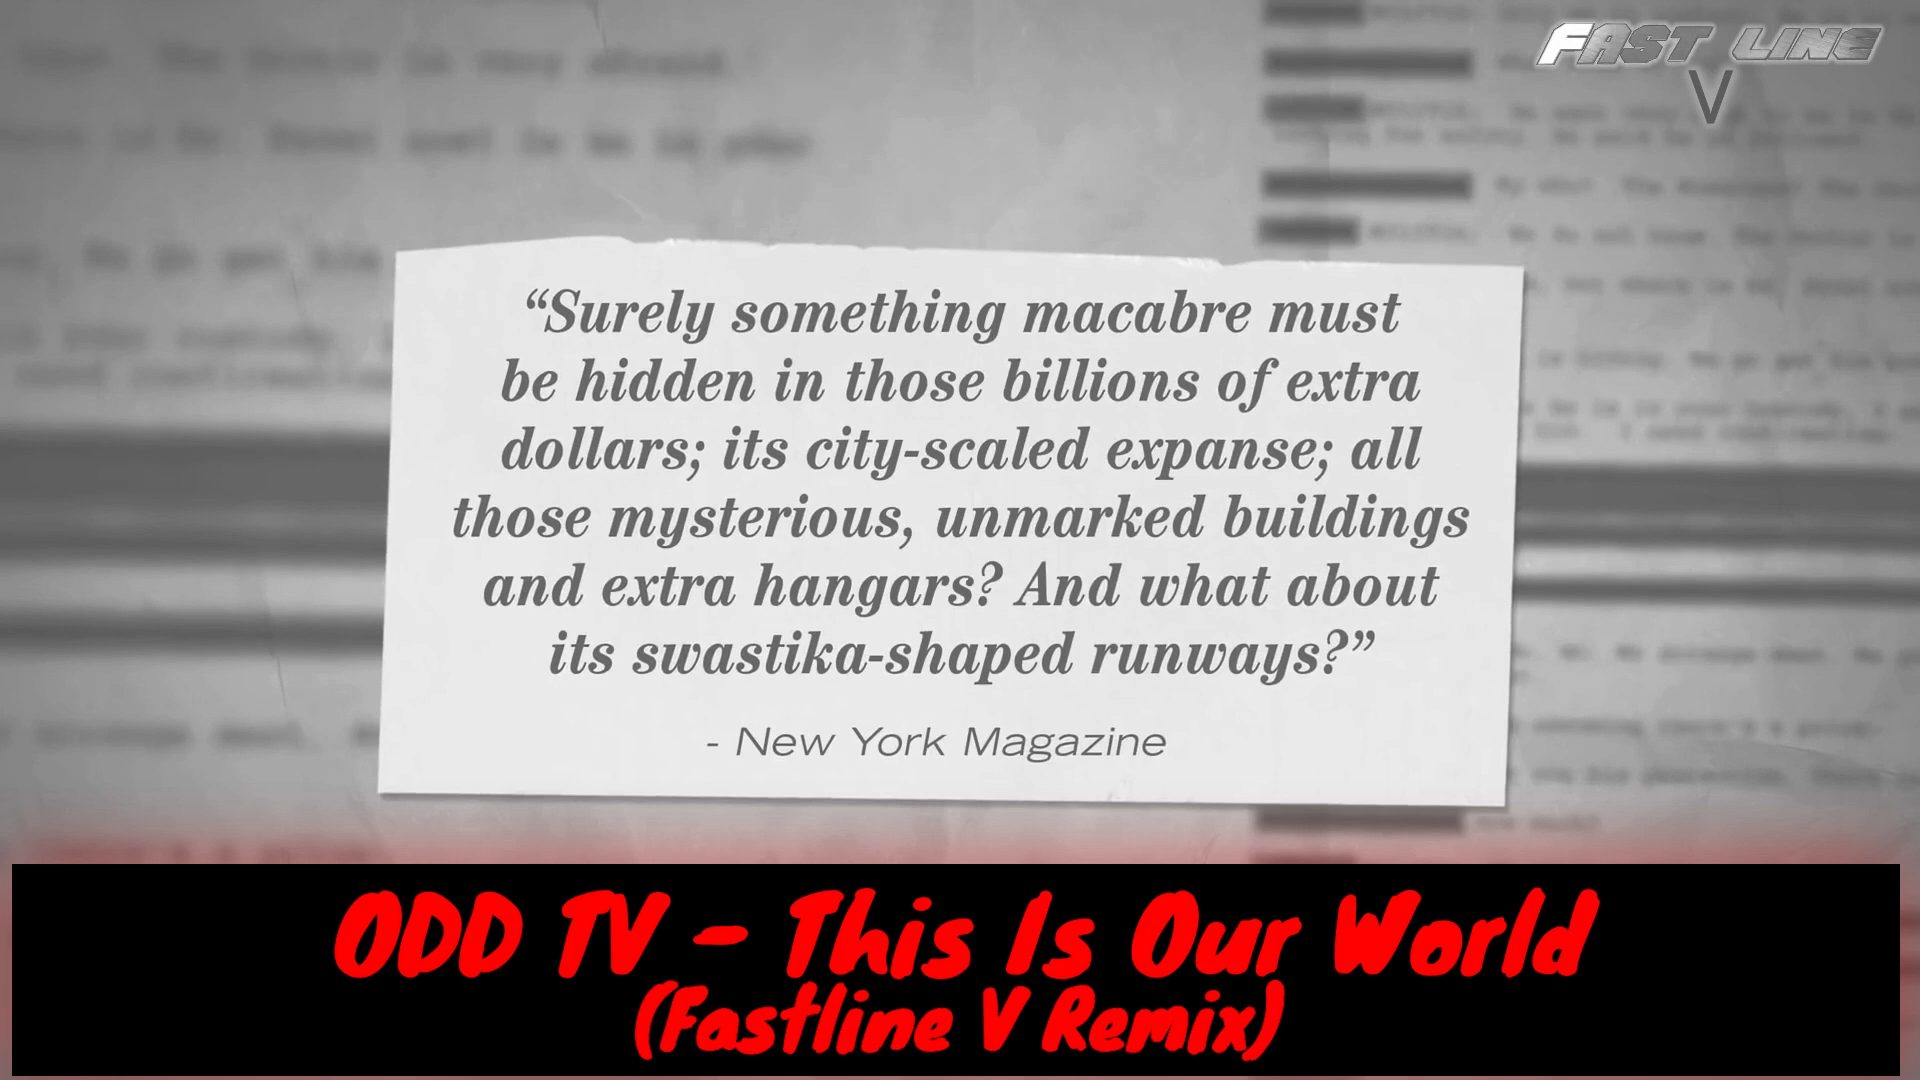 FAST LINE
V
“Surely something macabre must
be hidden in those billions of extra
dollars; its city-scaled expanse; all
those mysterious, unmarked buildings
and extra hangars? And what about
its swastika-shaped runways?”
- New York Magazine
ODD TV - This Is Our World
(Fastline V Remix)